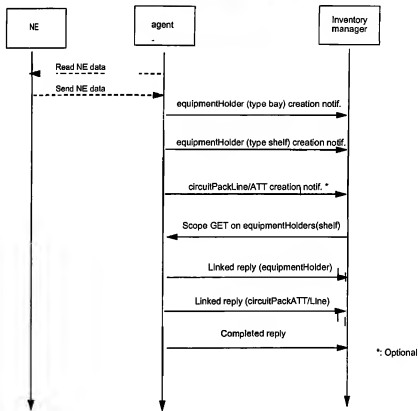 NE
agent
Inventory
manager
Read NE data
Send NE data
equipmentHolder (type bay) creation notif.
equipmentHolder (type shelf) creation notif.
circuitPackLine/ATT creation notif. *
Scope GET on equipmentHolders(shelf)
Linked reply (equipmentHolder)
Linked reply (circuitPackATT/Line)
Completed reply
*: Optional